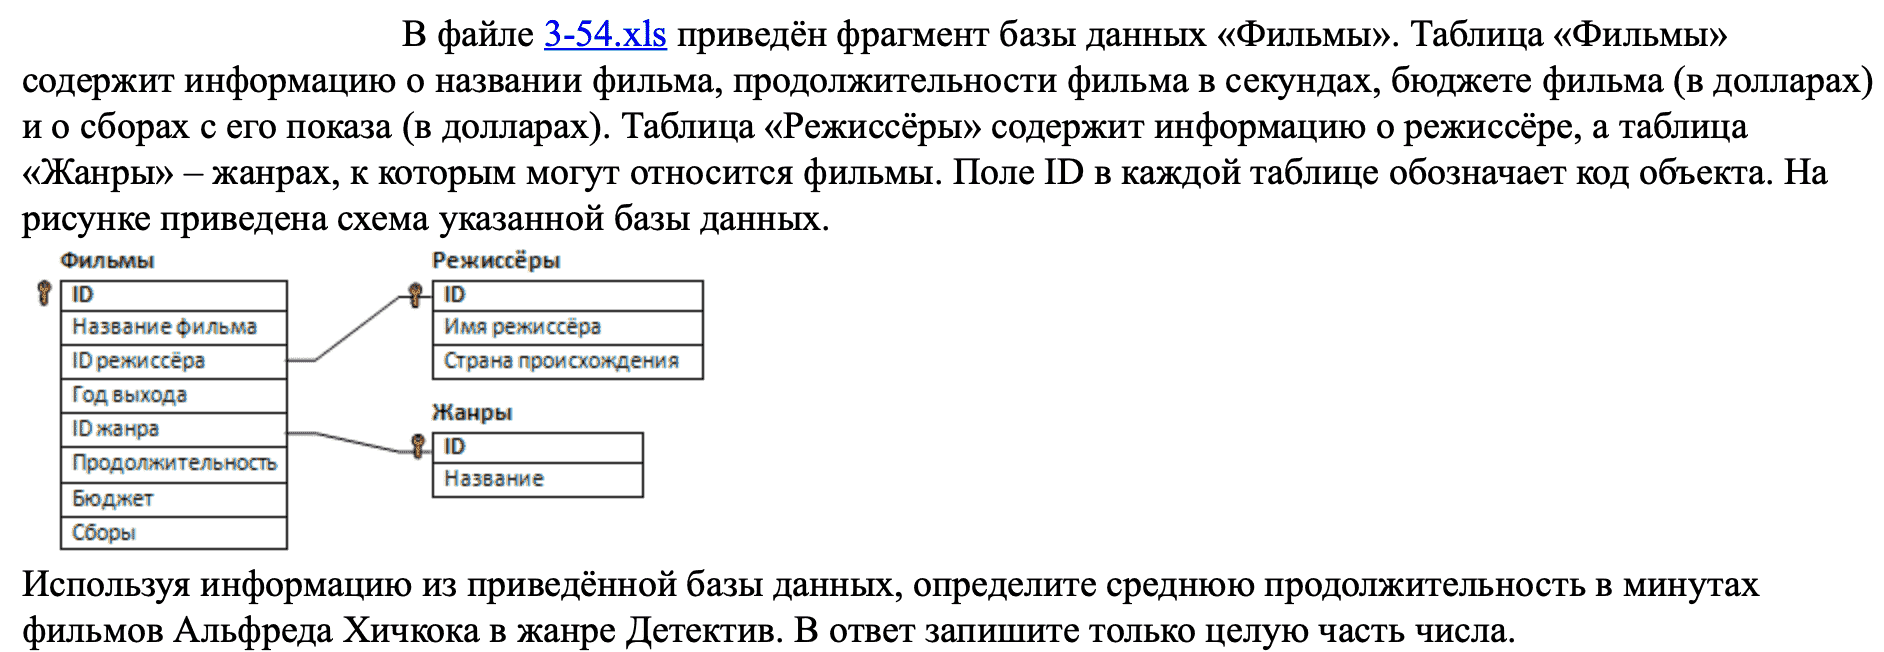 В файле 3-54.xls приведён фрагмент базы данных «Фильмы». Таблица «Фильмы»
содержит информацию о названии фильма, продолжительности фильма в секундах, бюджете фильма (в долларах)
и о сборах с его показа (в долларах). Таблица «Режиссёры» содержит информацию о режиссёре, а таблица
«Жанры» – жанрах, к которым могут относится фильмы. Поле ID в каждой таблице обозначает код объекта. На
рисунке приведена схема указанной базы данных.
Фильмы
ID
Название фильма
ID режиссёра
Год выхода
ID жанра
Продолжительность
Бюджет
Сборы
Режиссёры
ID
Имя режиссёра
Страна происхождения
Жанры
ID
Название
Используя информацию из приведённой базы данных, определите среднюю продолжительность в минутах
фильмов Альфреда Хичкока в жанре Детектив. В ответ запишите только целую часть числа.